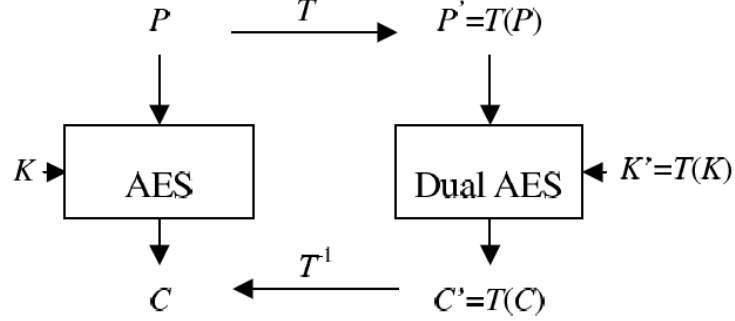 P T P'=T(P)
K AES Dual AES K'=T(K)
T⁻¹
C C'=T(C)